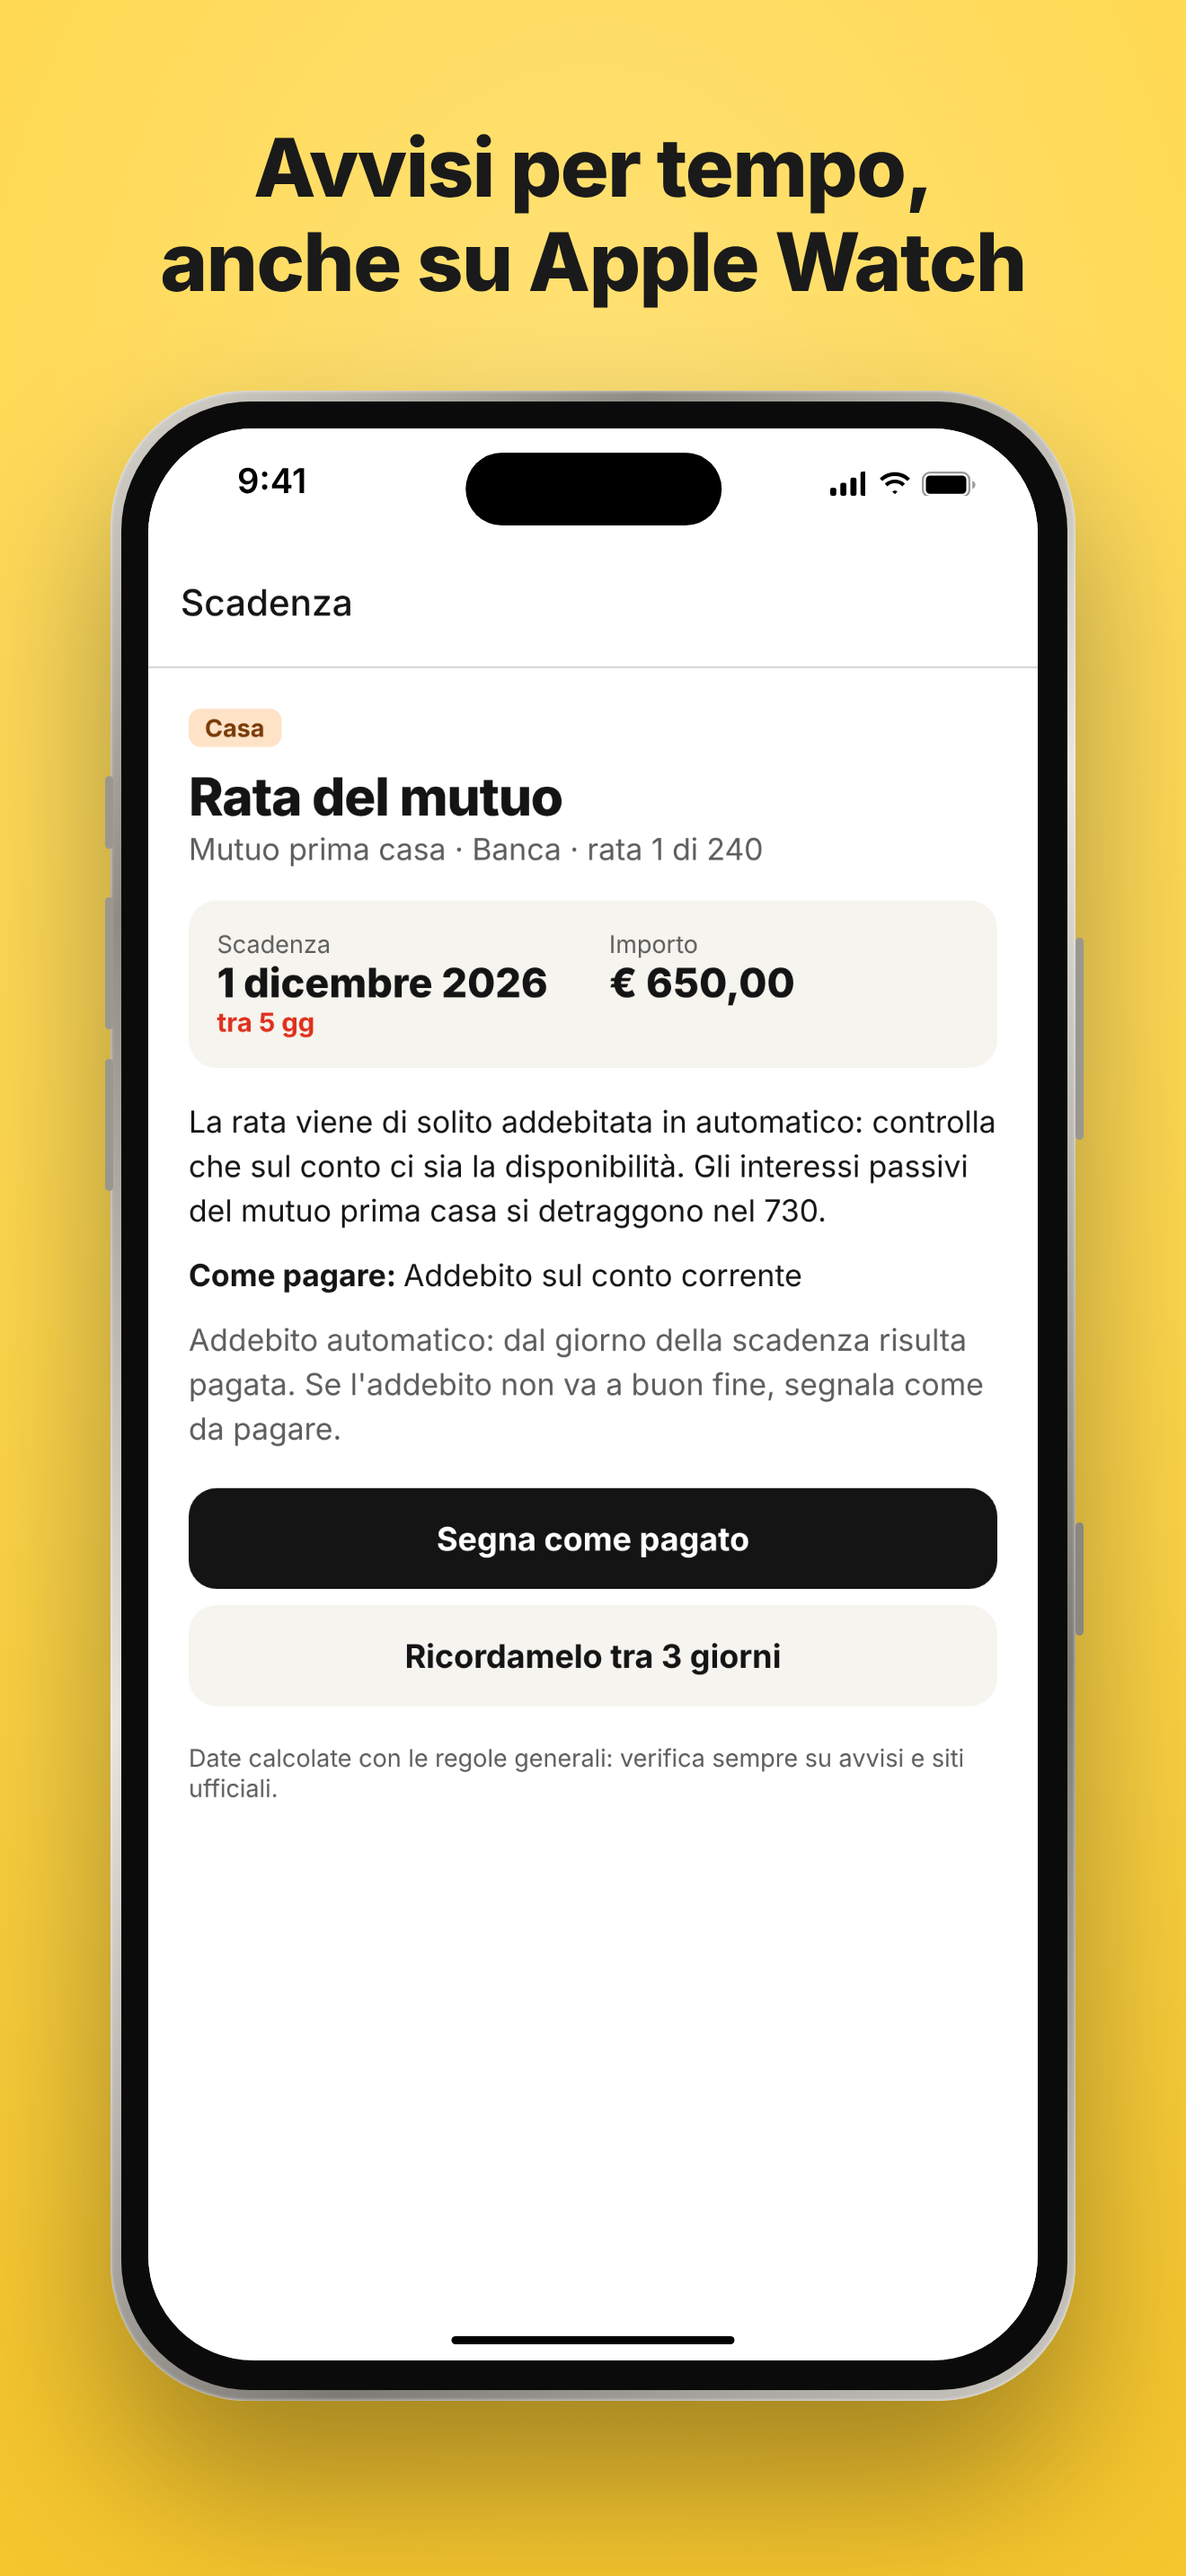 Avvisi per tempo,
anche su Apple Watch
9:41
Scadenza
Casa
Rata del mutuo
Mutuo prima casa · Banca · rata 1 di 240
Scadenza
1 dicembre 2026
tra 5 gg
Importo
€ 650,00
La rata viene di solito addebitata in automatico: controlla
che sul conto ci sia la disponibilità. Gli interessi passivi
del mutuo prima casa si detraggono nel 730.
Come pagare: Addebito sul conto corrente
Addebito automatico: dal giorno della scadenza risulta
pagata. Se l'addebito non va a buon fine, segnala come
da pagare.
Segna come pagato
Ricordamelo tra 3 giorni
Date calcolate con le regole generali: verifica sempre su avvisi e siti
ufficiali.